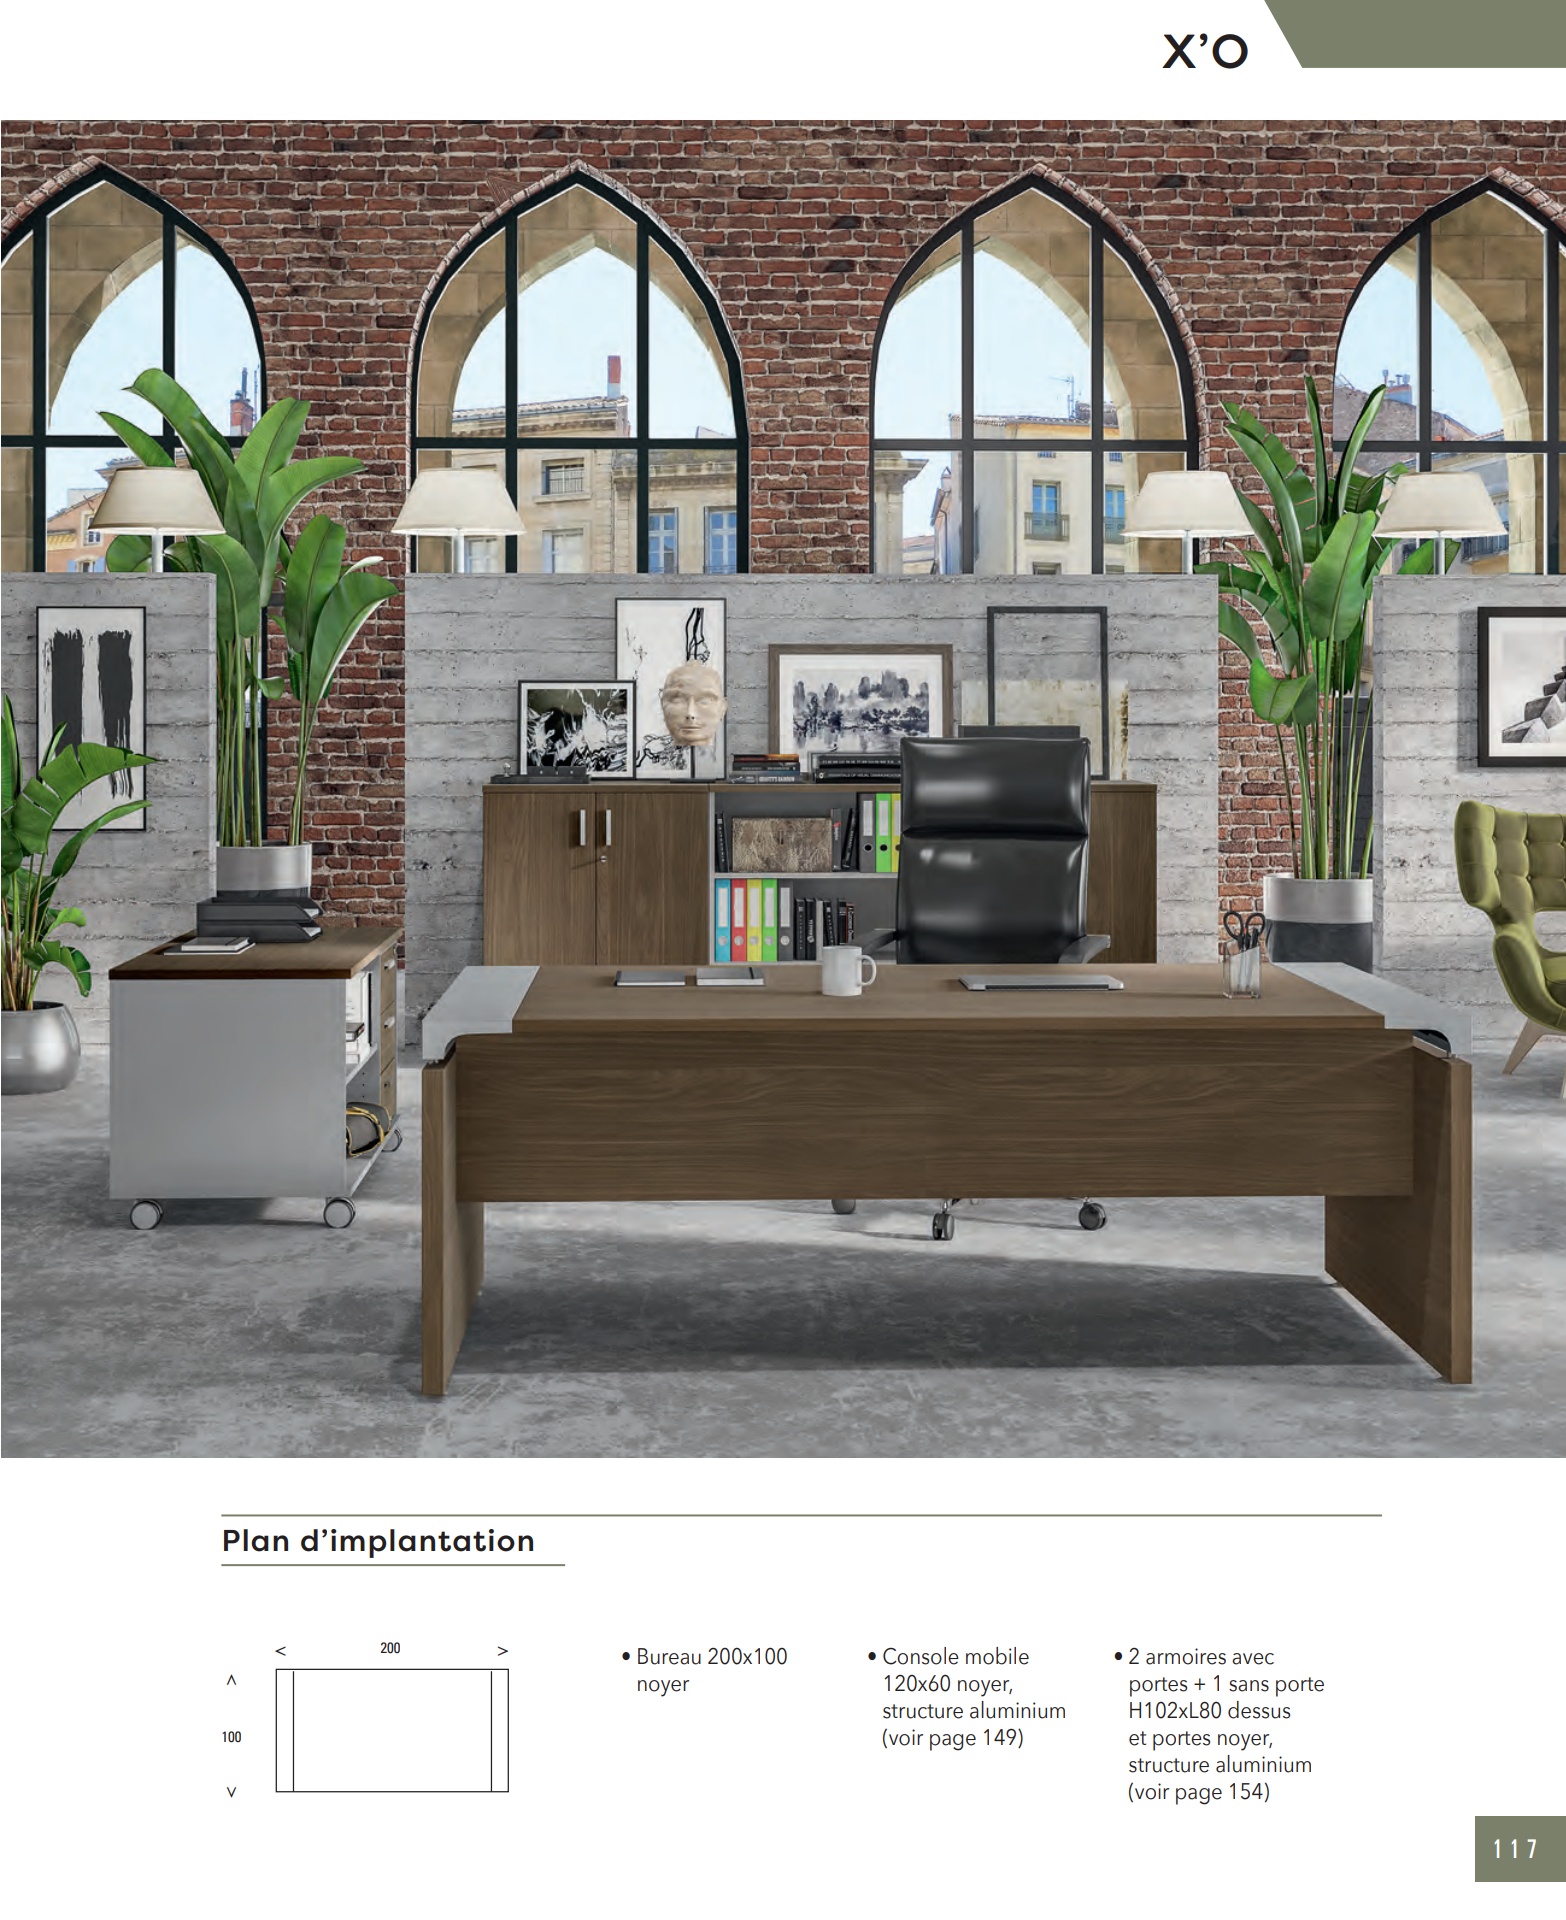 X’O
Plan d’implantation
< 200 >
100
• Bureau 200x100
noyer
• Console mobile
120x60 noyer,
structure aluminium
(voir page 149)
• 2 armoires avec
portes + 1 sans porte
H102xL80 dessus
et portes noyer,
structure aluminium
(voir page 154)
117